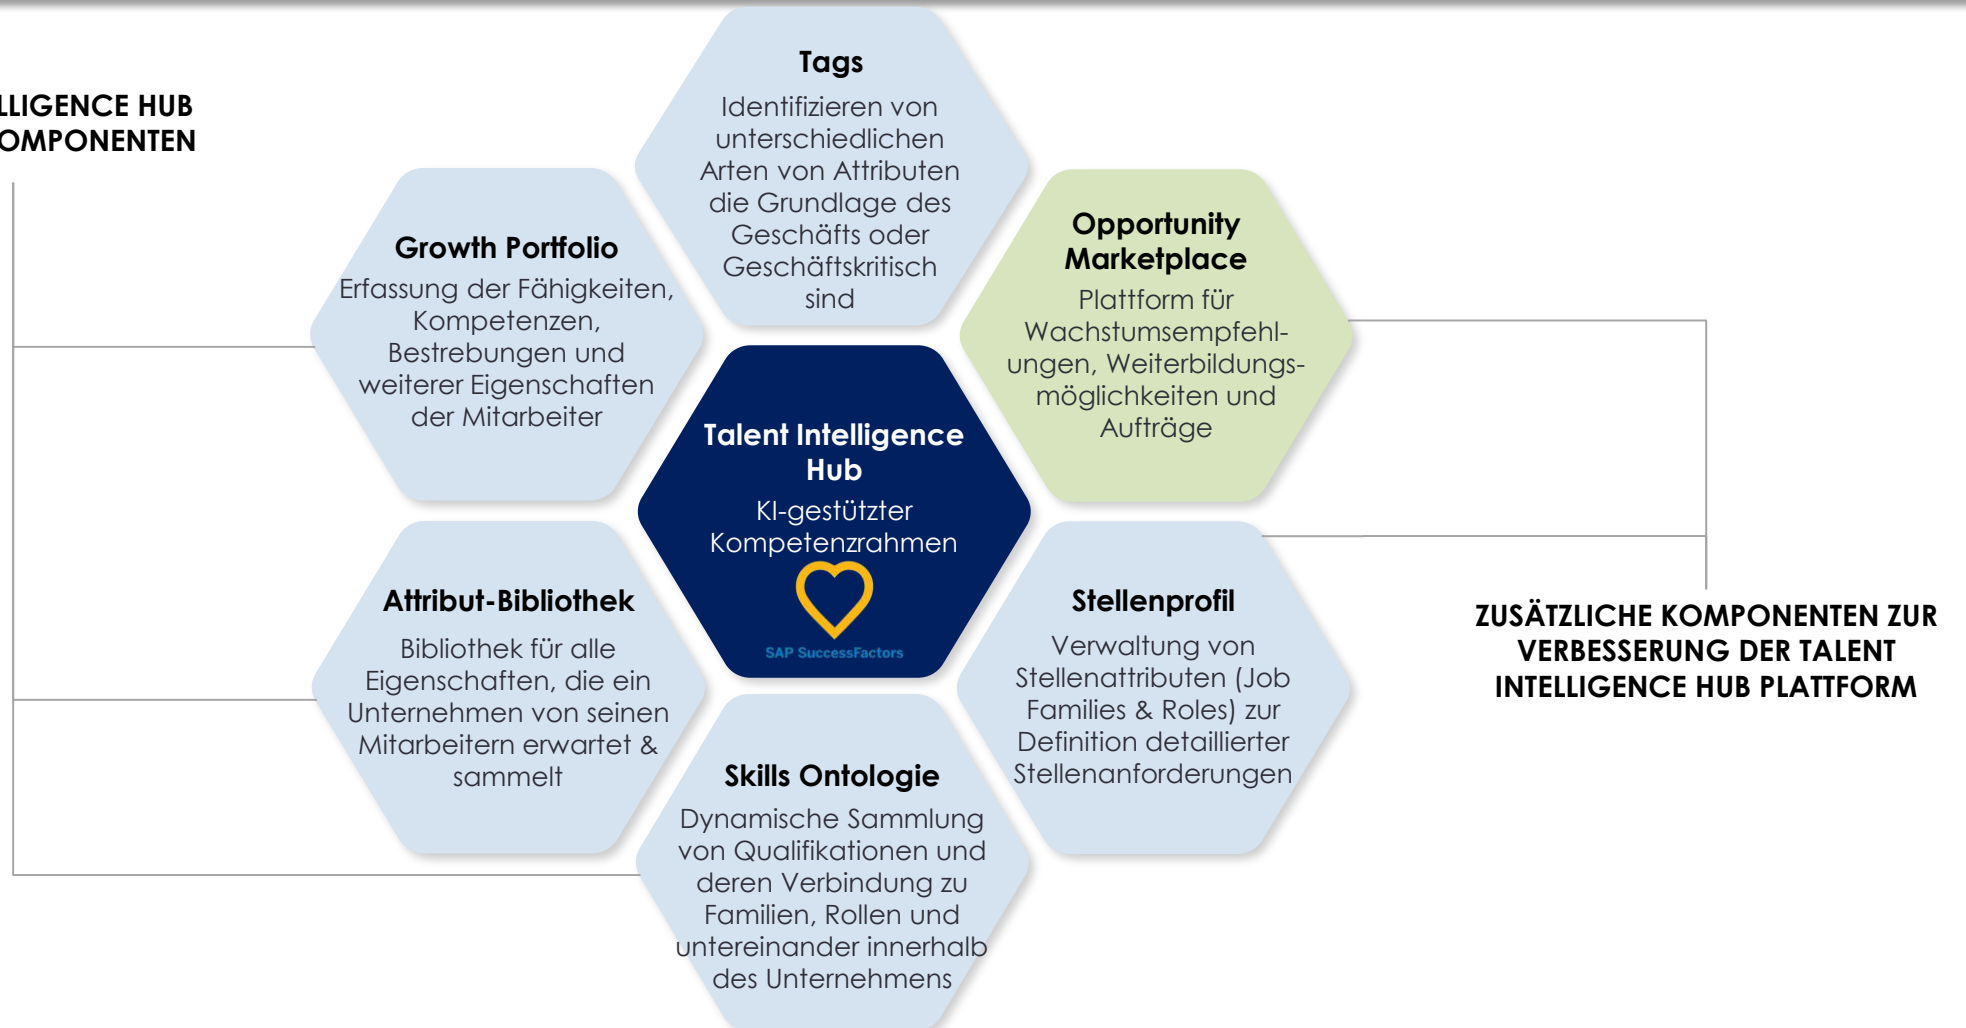 LLIGENCE HUB
OMPONENTEN
Tags
Identifizieren von
unterschiedlichen
Arten von Attributen
die Grundlage des
Geschäfts oder
Geschäftskritisch
sind
Growth Portfolio
Erfassung der Fähigkeiten,
Kompetenzen,
Bestrebungen und
weiterer Eigenschaften
der Mitarbeiter
Opportunity
Marketplace
Plattform für
Wachstumsempfehl-
ungen, Weiterbildungs-
möglichkeiten und
Aufträge
Talent Intelligence
Hub
KI-gestützter
Kompetenzrahmen
SAP SuccessFactors
Attribut-Bibliothek
Bibliothek für alle
Eigenschaften, die ein
Unternehmen von seinen
Mitarbeitern erwartet &
sammelt
Stellenprofil
Verwaltung von
Stellenattributen (Job
Families & Roles) zur
Definition detaillierter
Stellenanforderungen
ZUSÄTZLICHE KOMPONENTEN ZUR
VERBESSERUNG DER TALENT
INTELLIGENCE HUB PLATTFORM
Skills Ontologie
Dynamische Sammlung
von Qualifikationen und
deren Verbindung zu
Familien, Rollen und
untereinander innerhalb
des Unternehmens